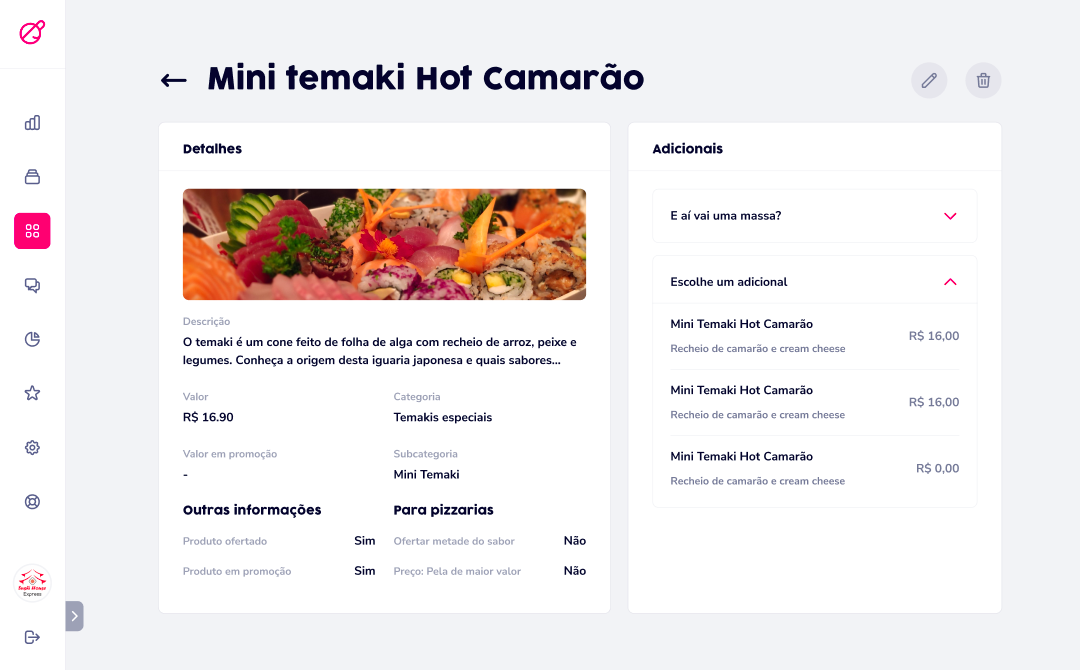 Mini temaki Hot Camarão
Detalhes
Descrição
O temaki é um cone feito de folha de alga com recheio de arroz, peixe e
legumes. Conheça a origem desta iguaria japonesa e quais sabores...
Valor
R$ 16.90
Categoria
Temakis especiais
Valor em promoção
-
Subcategoria
Mini Temaki
Outras informações
Produto ofertado Sim
Produto em promoção Sim
Para pizzarias
Ofertar metade do sabor Não
Preço: Pela de maior valor Não
Adicionais
E aí vai uma massa?
Escolhe um adicional
Mini Temaki Hot Camarão
Recheio de camarão e cream cheese
R$ 16,00
Mini Temaki Hot Camarão
Recheio de camarão e cream cheese
R$ 16,00
Mini Temaki Hot Camarão
Recheio de camarão e cream cheese
R$ 0,00
Express